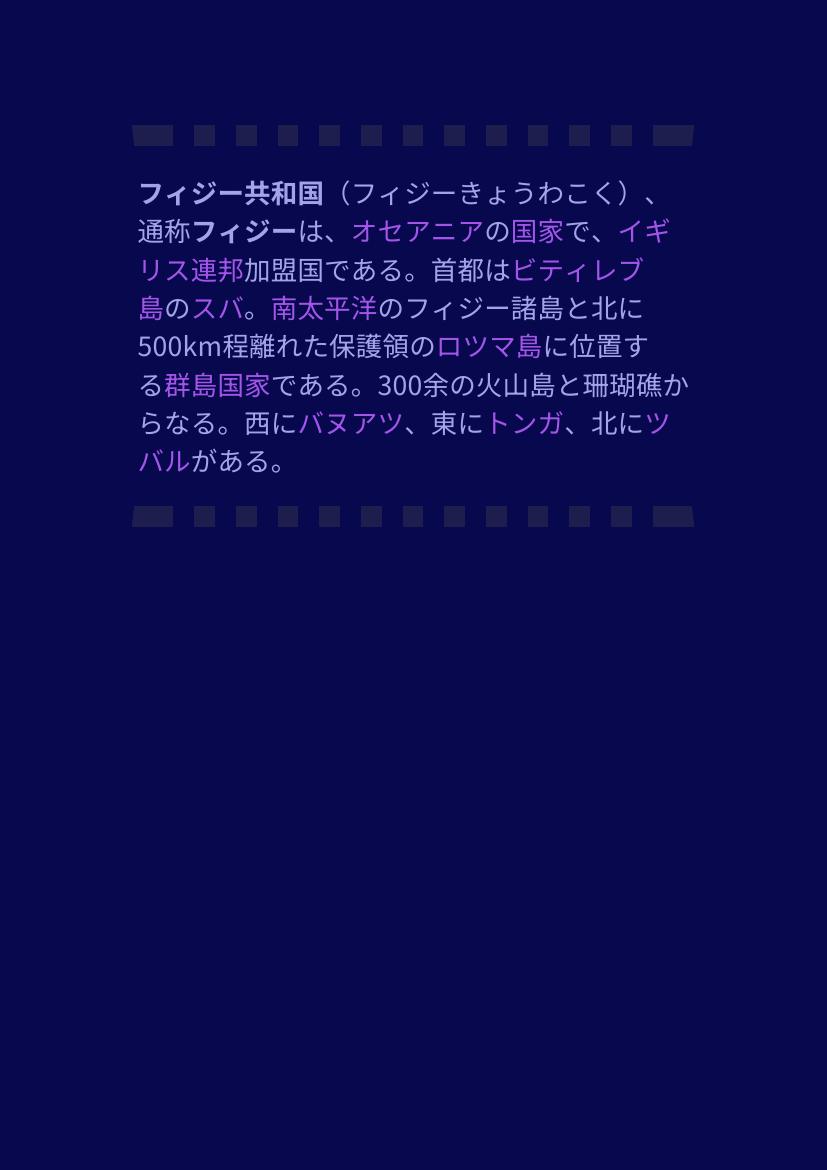 フィジー共和国（フィジーきょうわこく）、
通称フィジーは、オセアニアの国家で、イギ
リス連邦加盟国である。首都はビティレブ
島のスバ。南太平洋のフィジー諸島と北に
500km程離れた保護領のロツマ島に位置す
る群島国家である。300余の火山島と珊瑚礁か
らなる。西にバヌアツ、東にトンガ、北にツ
バルがある。